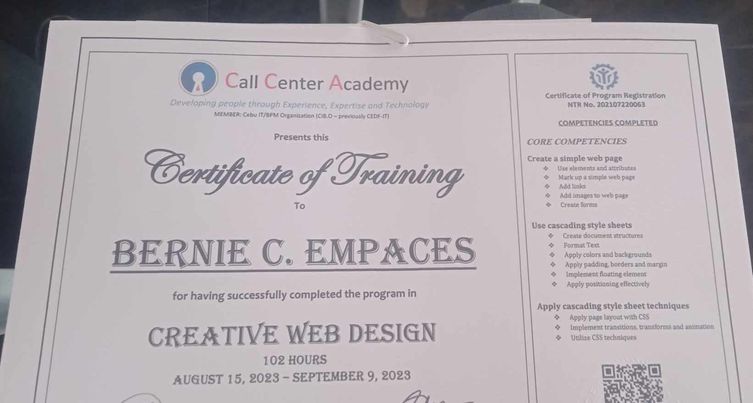 Call Center Academy
Developing people through Experience, Expertise and Technology
MEMBER: Cebu IT/BPM Organization (CIB.O – previously CEDF-IT)
Presents this
Certificate of Training
To
BERNIE C. EMPACES
for having successfully completed the program in
CREATIVE WEB DESIGN
102 HOURS
AUGUST 15, 2023 – SEPTEMBER 9, 2023
Certificate of Program Registration
NTR No. 202107220063
COMPETENCIES COMPLETED
CORE COMPETENCIES
Create a simple web page
❖ Use elements and attributes
❖ Mark up a simple web page
❖ Add links
❖ Add images to web page
❖ Create forms
Use cascading style sheets
❖ Create document structures
❖ Format Text
❖ Apply colors and backgrounds
❖ Apply padding, borders and margin
❖ Implement floating element
❖ Apply positioning effectively
Apply cascading style sheet techniques
❖ Apply page layout with CSS
❖ Implement transitions, transforms and animation
❖ Utilize CSS techniques